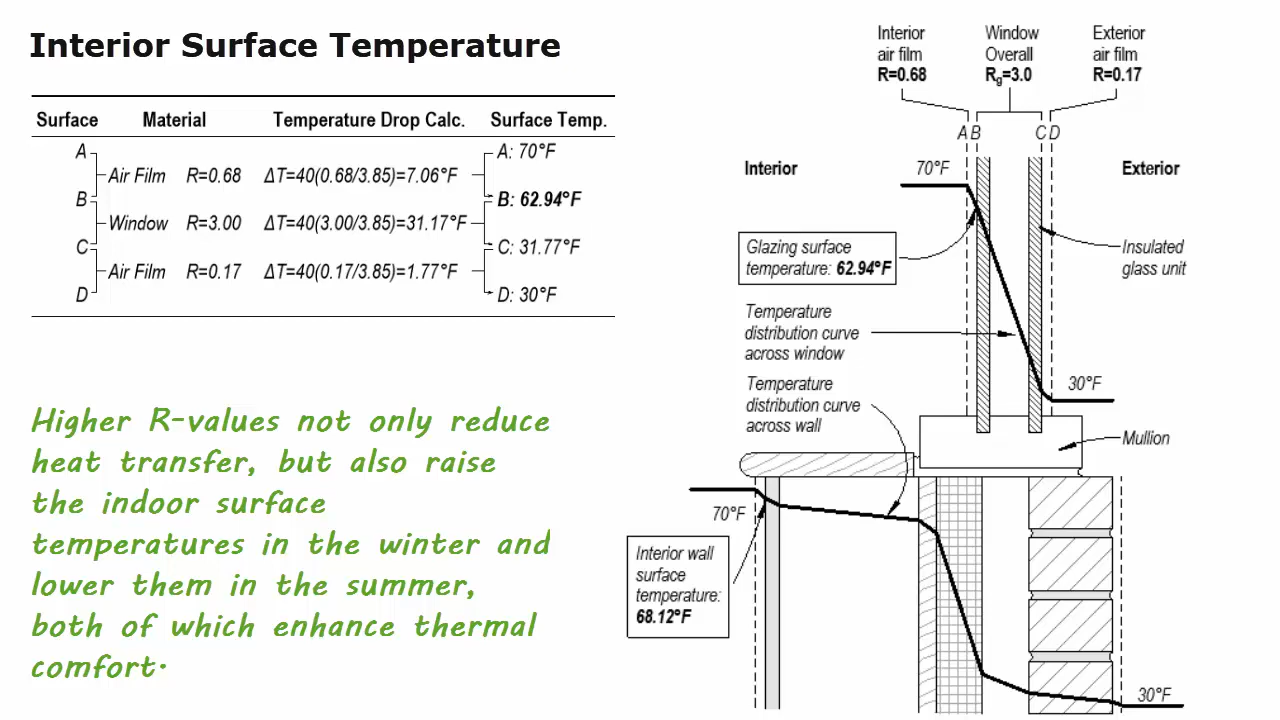 Interior Surface Temperature
Surface Material Temperature Drop Calc. Surface Temp.
A A: 70°F
Air Film R=0.68 ΔT=40(0.68/3.85)=7.06°F
B B: 62.94°F
Window R=3.00 ΔT=40(3.00/3.85)=31.17°F
C C: 31.77°F
Air Film R=0.17 ΔT=40(0.17/3.85)=1.77°F
D D: 30°F
Higher R-values not only reduce
heat transfer, but also raise
the indoor surface
temperatures in the winter and
lower them in the summer,
both of which enhance thermal
comfort.
Interior
air film
R=0.68
Window
Overall
Rg=3.0
Exterior
air film
R=0.17
A B C D
Interior
70°F
Exterior
Glazing surface
temperature: 62.94°F
Insulated
glass unit
Temperature
distribution curve
across window
30°F
Temperature
distribution curve
across wall
Mullion
70°F
Interior wall
surface
temperature:
68.12°F
30°F